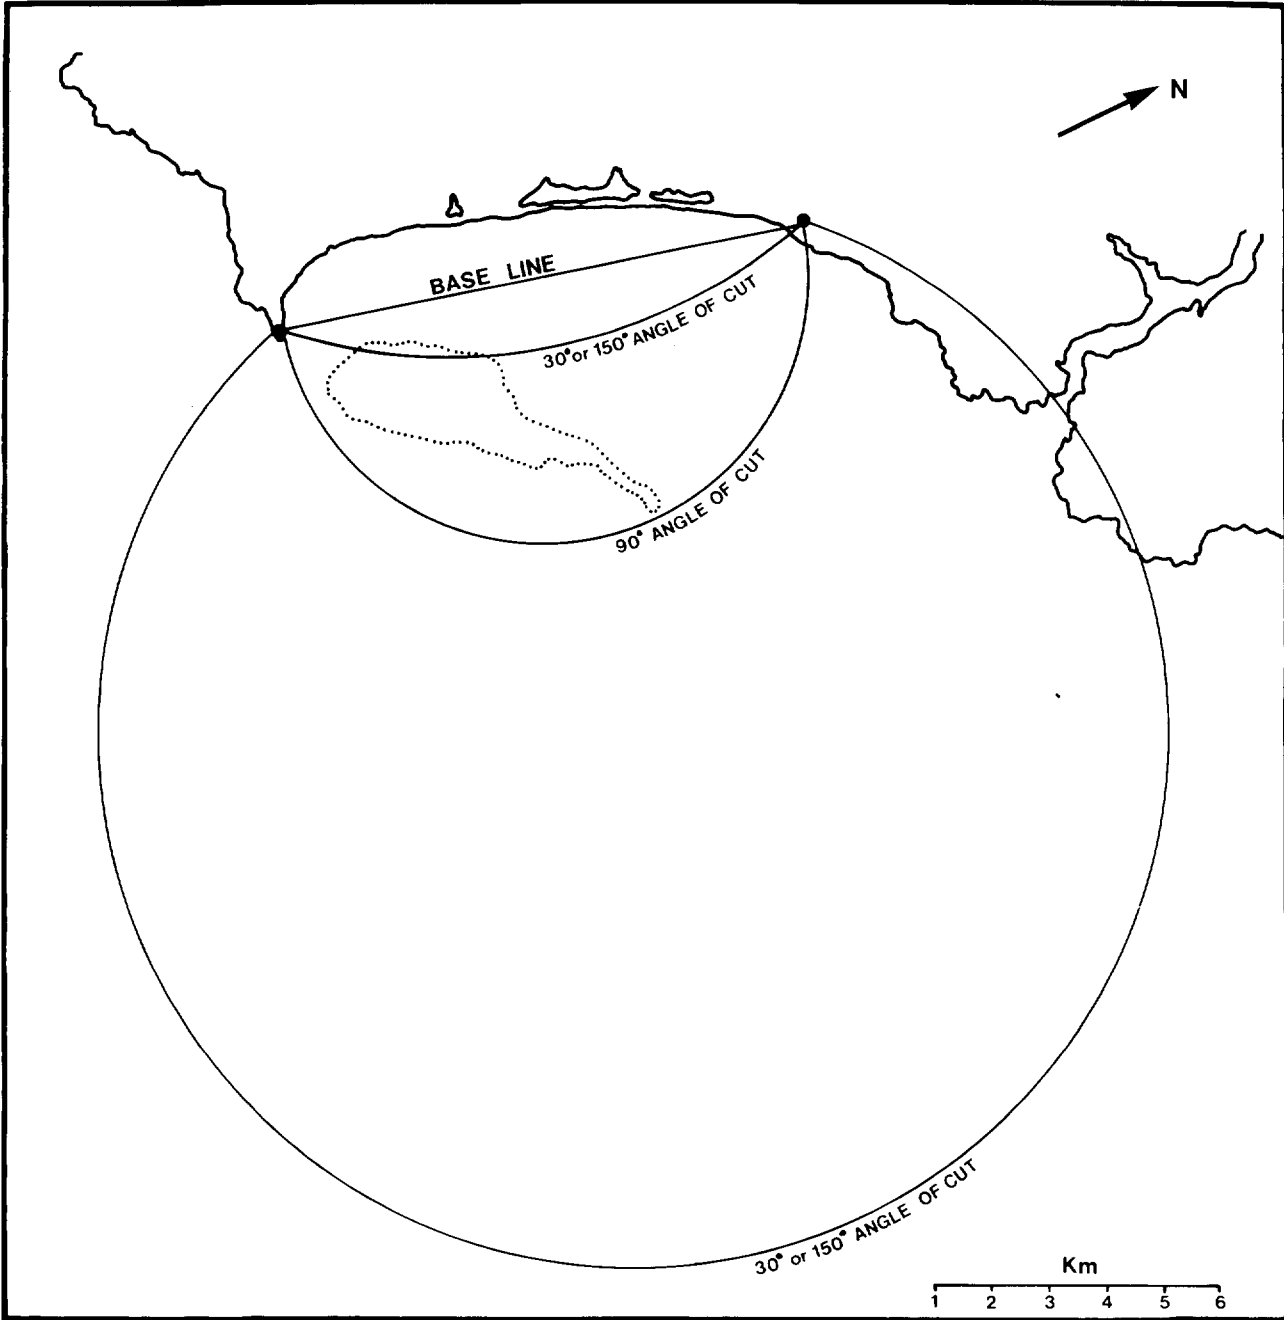 N
BASE LINE
30° or 150° ANGLE OF CUT
90° ANGLE OF CUT
30° or 150° ANGLE OF CUT
Km
1 2 3 4 5 6